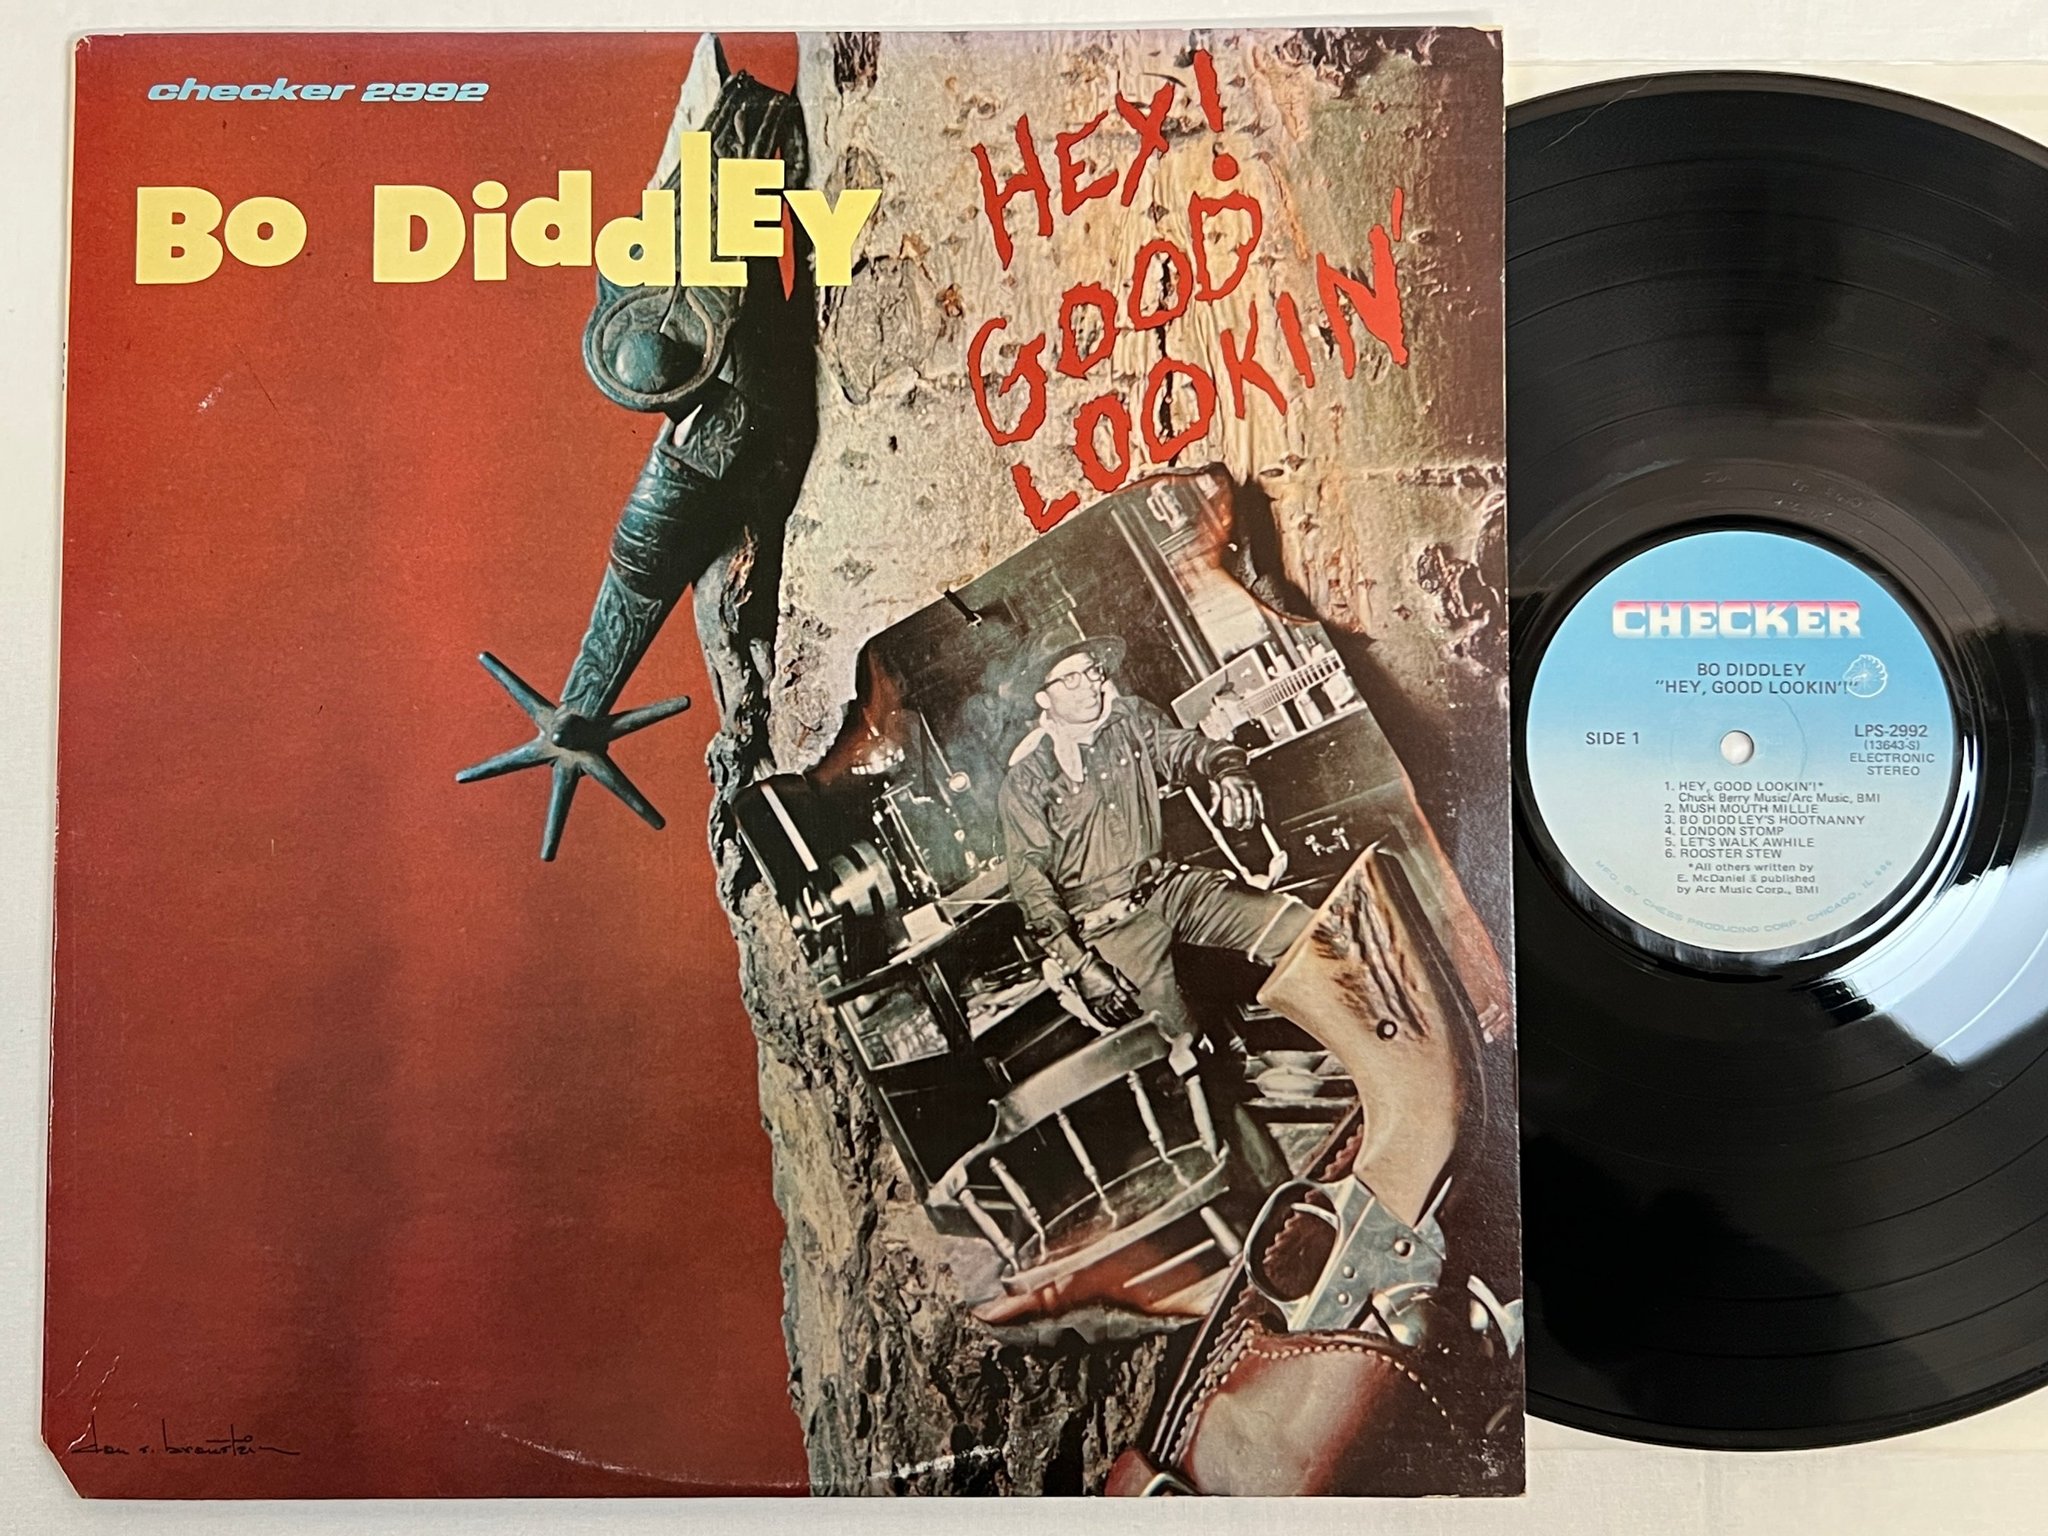 checker 2992
Bo DiddLEY
HEY!
GOOD
LOOKIN'
don s. bronstein
CHECKER
BO DIDDLEY
"HEY, GOOD LOOKIN'!"
SIDE 1
LPS-2992
(13643-S)
ELECTRONIC
STEREO
1. HEY, GOOD LOOKIN'!*
Chuck Berry Music/Arc Music, BMI
2. MUSH MOUTH MILLIE
3. BO DIDDLEY'S HOOTNANNY
4. LONDON STOMP
5. LET'S WALK AWHILE
6. ROOSTER STEW
*All others written by
E. McDaniel & published
by Arc Music Corp., BMI
MFG. BY CHESS PRODUCING CORP. CHICAGO, IL